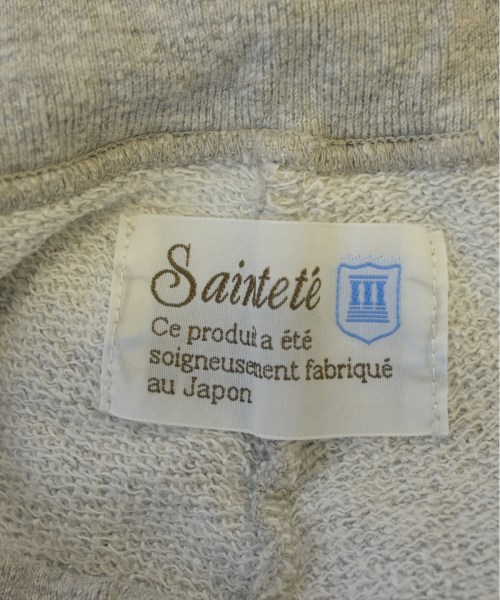 Sainteté
Ce produit a été
soigneusement fabriqué
au Japon